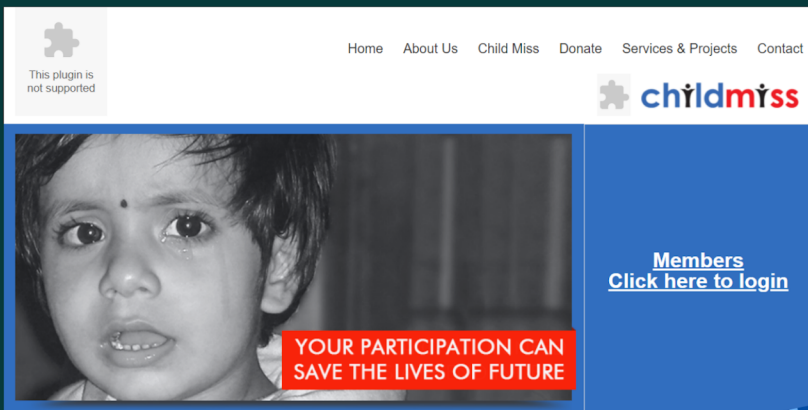 This plugin is
not supported
Home About Us Child Miss Donate Services & Projects Contact
childmiss
YOUR PARTICIPATION CAN
SAVE THE LIVES OF FUTURE
Members
Click here to login